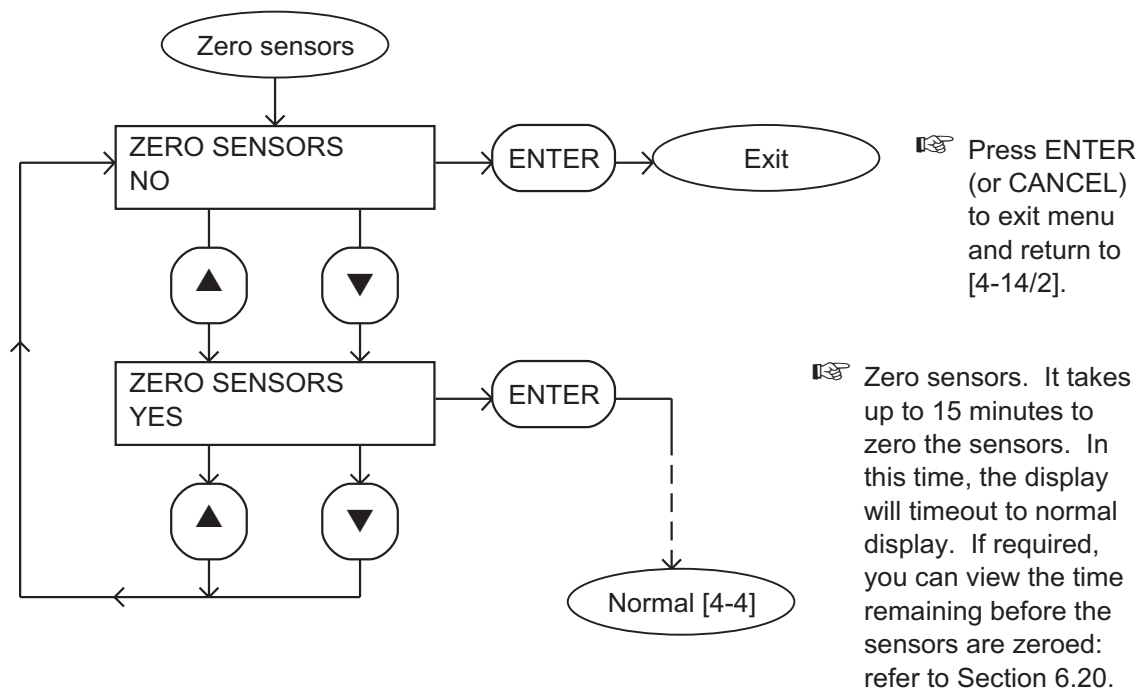 Zero sensors
ZERO SENSORS
NO
ENTER
Exit
☞ Press ENTER
(or CANCEL)
to exit menu
and return to
[4-14/2].
▲
▼
ZERO SENSORS
YES
ENTER
☞ Zero sensors. It takes
up to 15 minutes to
zero the sensors. In
this time, the display
will timeout to normal
display. If required,
you can view the time
remaining before the
sensors are zeroed:
refer to Section 6.20.
▲
▼
Normal [4-4]